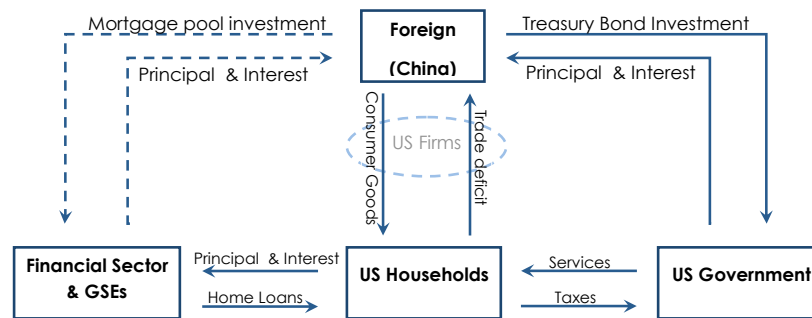 Mortgage pool investment
Foreign
(China)
Treasury Bond Investment
Principal & Interest
Principal & Interest
Consumer Goods
US Firms
Trade deficit
Financial Sector
& GSEs
Principal & Interest
Home Loans
US Households
Services
Taxes
US Government